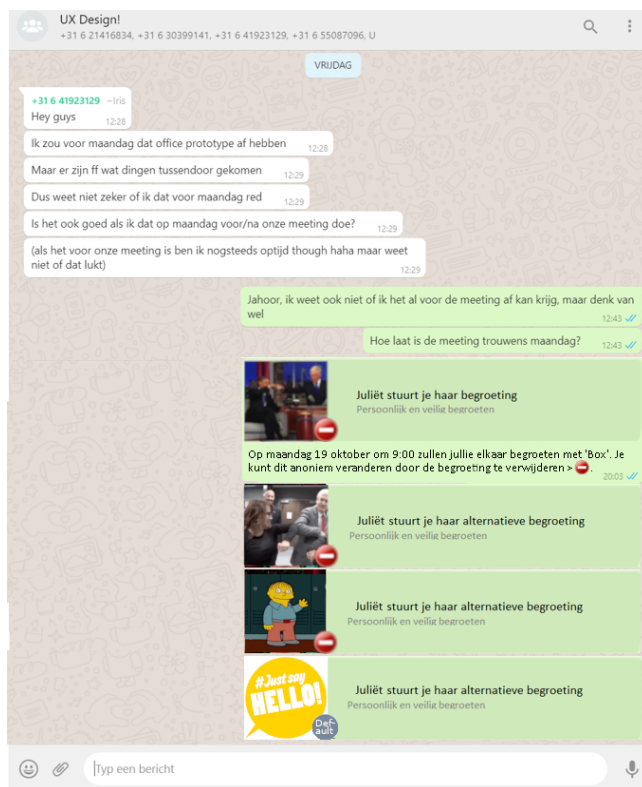 UX Design!
+31 6 21416834, +31 6 30399141, +31 6 41923129, +31 6 55087096, U
VRIJDAG
+31 6 41923129 ~Iris
Hey guys
12:28
Ik zou voor maandag dat office prototype af hebben
12:28
Maar er zijn ff wat dingen tussendoor gekomen
12:29
Dus weet niet zeker of ik dat voor maandag red
12:29
Is het ook goed als ik dat op maandag voor/na onze meeting doe?
12:29
(als het voor onze meeting is ben ik nogsteeds optijd though haha maar weet
niet of dat lukt)
12:29
Jahoor, ik weet ook niet of ik het al voor de meeting af kan krijg, maar denk van
wel
12:43
Hoe laat is de meeting trouwens maandag?
12:43
Juliët stuurt je haar begroeting
Persoonlijk en veilig begroeten
Op maandag 19 oktober om 9:00 zullen jullie elkaar begroeten met 'Box'. Je
kunt dit anoniem veranderen door de begroeting te verwijderen > .
20:03
Juliët stuurt je haar alternatieve begroeting
Persoonlijk en veilig begroeten
Juliët stuurt je haar alternatieve begroeting
Persoonlijk en veilig begroeten
#Just say
HELLO!
Def-
ault
Juliët stuurt je haar alternatieve begroeting
Persoonlijk en veilig begroeten
Typ een bericht